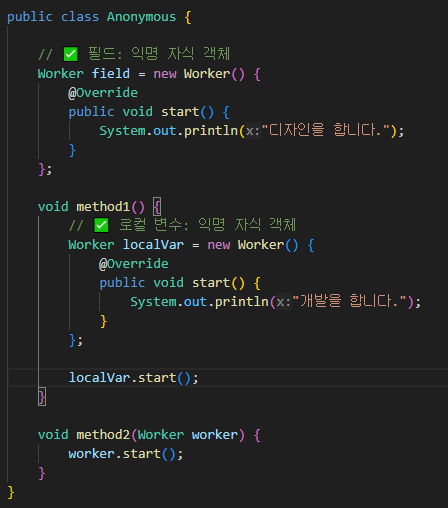 public class Anonymous {
// ✅ 필드: 익명 자식 객체
Worker field = new Worker() {
@Override
public void start() {
System.out.println(x:"디자인을 합니다.");
}
};
void method1() {
// ✅ 로컬 변수: 익명 자식 객체
Worker localVar = new Worker() {
@Override
public void start() {
System.out.println(x:"개발을 합니다.");
}
};
localVar.start();
}
void method2(Worker worker) {
worker.start();
}
}